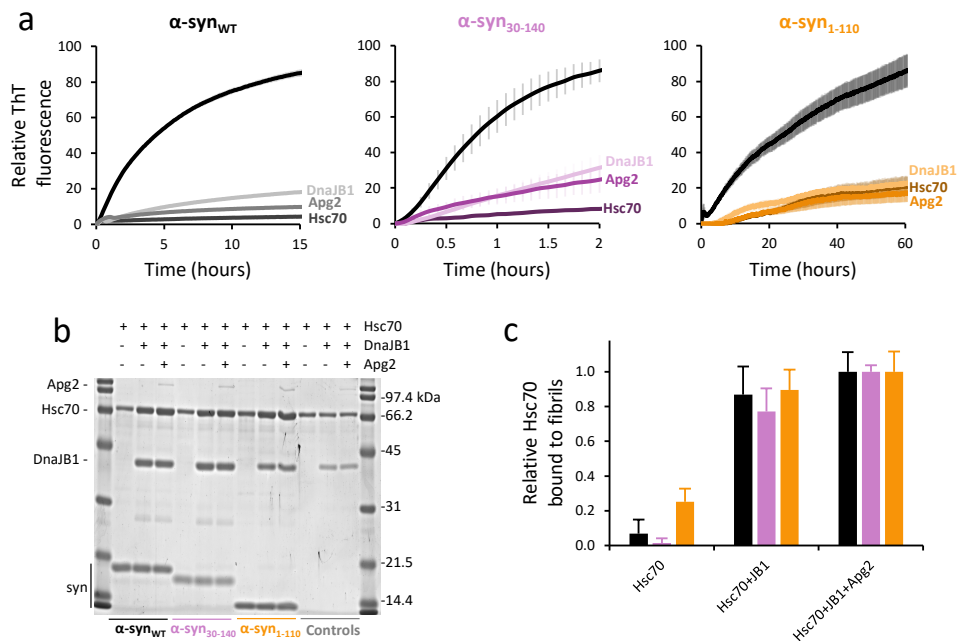 a
α-synWT
α-syn30-140
α-syn1-110
Relative ThT
fluorescence
100
80
60
40
20
0
0
5
10
15
Time (hours)
DnaJB1
Apg2
Hsc70
100
80
60
40
20
0
0
0.5
1
1.5
2
Time (hours)
DnaJB1
Apg2
Hsc70
100
80
60
40
20
0
0
20
40
60
Time (hours)
DnaJB1
Hsc70
Apg2
b
+ + + + + + + + + + + + Hsc70
- + + - + + - + + - + + DnaJB1
- - + - - + - - + - - + Apg2
Apg2 -
Hsc70 -
DnaJB1 -
syn
-97.4 kDa
-66.2
-45
-31
-21.5
-14.4
α-synWT α-syn30-140 α-syn1-110 Controls
c
Relative Hsc70
bound to fibrils
1.0
0.8
0.6
0.4
0.2
0.0
Hsc70
Hsc70+JB1
Hsc70+JB1+Apg2